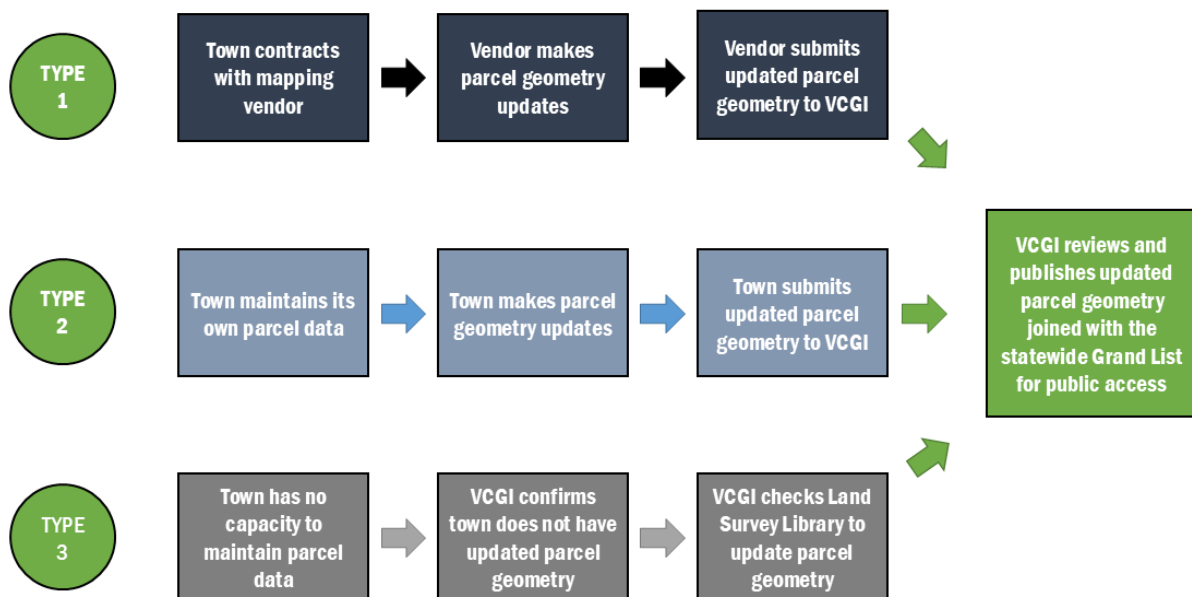 TYPE
1
Town contracts
with mapping
vendor
Vendor makes
parcel geometry
updates
Vendor submits
updated parcel
geometry to VCGI
TYPE
2
Town maintains its
own parcel data
Town makes parcel
geometry updates
Town submits
updated parcel
geometry to VCGI
VCGI reviews and
publishes updated
parcel geometry
joined with the
statewide Grand List
for public access
TYPE
3
Town has no
capacity to
maintain parcel
data
VCGI confirms
town does not have
updated parcel
geometry
VCGI checks Land
Survey Library to
update parcel
geometry